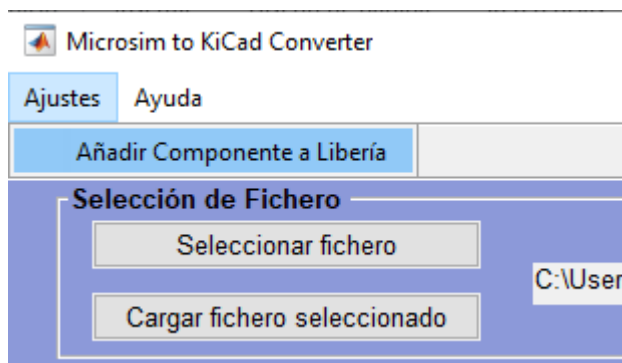 Microsim to KiCad Converter
Ajustes Ayuda
Añadir Componente a Libería
Selección de Fichero
Seleccionar fichero
C:\User
Cargar fichero seleccionado